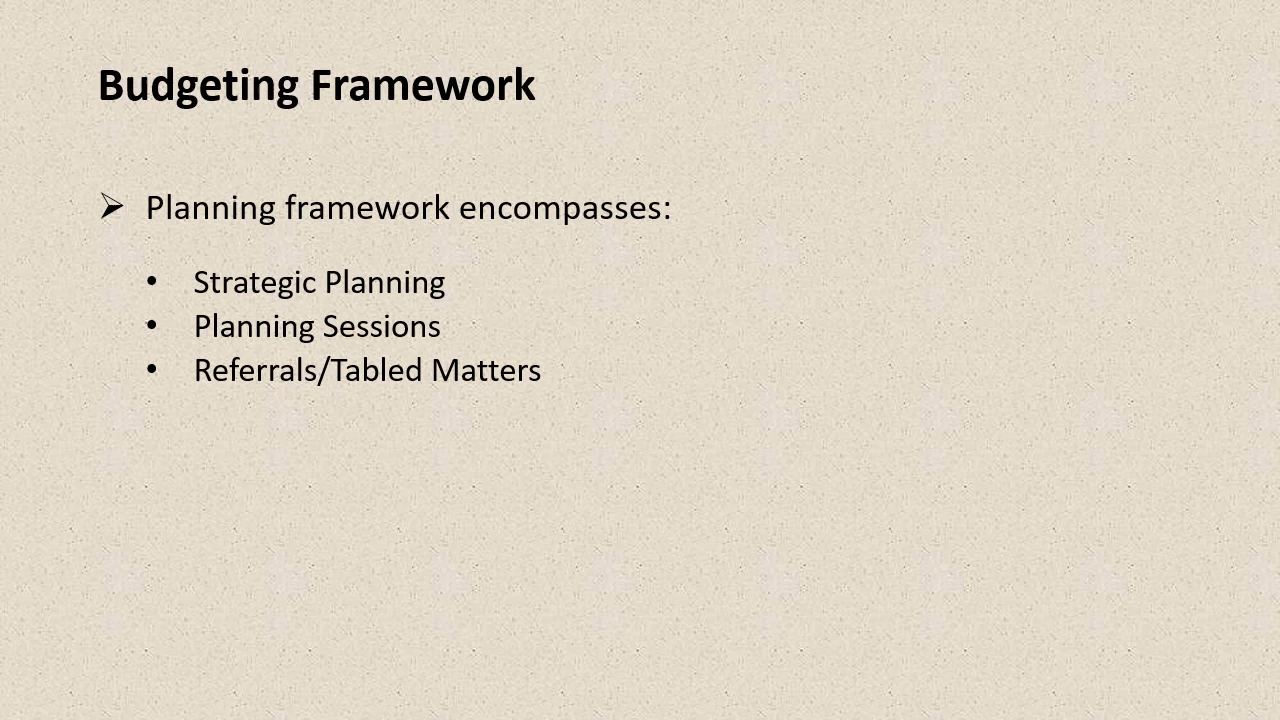 Budgeting Framework
➢ Planning framework encompasses:
• Strategic Planning
• Planning Sessions
• Referrals/Tabled Matters